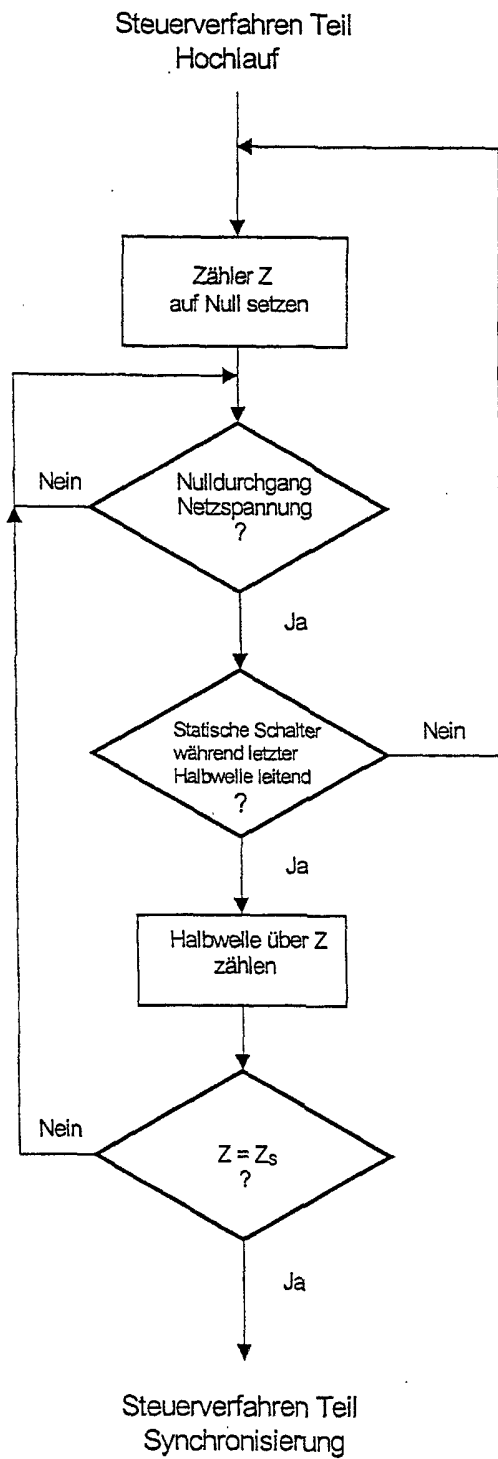 Steuerverfahren Teil
Hochlauf
Zähler Z
auf Null setzen
Nein
Nulldurchgang
Netzspannung
?
Ja
Statische Schalter
während letzter
Halbwelle leitend
?
Nein
Ja
Halbwelle über Z
zählen
Nein
Z = Zs
?
Ja
Steuerverfahren Teil
Synchronisierung